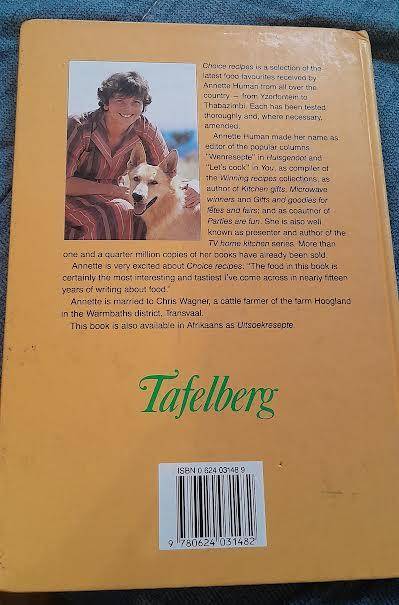 Choice recipes is a selection of the
latest food favourites received by
Annette Human from all over the
country — from Yzerfontein to
Thabazimbi. Each has been tested
thoroughly and, where necessary,
amended.
Annette Human made her name as
editor of the popular columns
"Wenresepte" in Huisgenoot and
"Let's cook" in You, as compiler of
the Winning recipes collections, as
author of Kitchen gifts, Microwave
winners and Gifts and goodies for
fêtes and fairs; and as coauthor of
Parties are fun. She is also well
known as presenter and author of the
TV home kitchen series. More than
one and a quarter million copies of her books have already been sold.
Annette is very excited about Choice recipes: "The food in this book is
certainly the most interesting and tastiest I've come across in nearly fifteen
years of writing about food."
Annette is married to Chris Wagner, a cattle farmer of the farm Hoogland
in the Warmbaths district, Transvaal.
This book is also available in Afrikaans as Uitsoekresepte.
Tafelberg
ISBN 0 624 03148 9
9 780624 031482